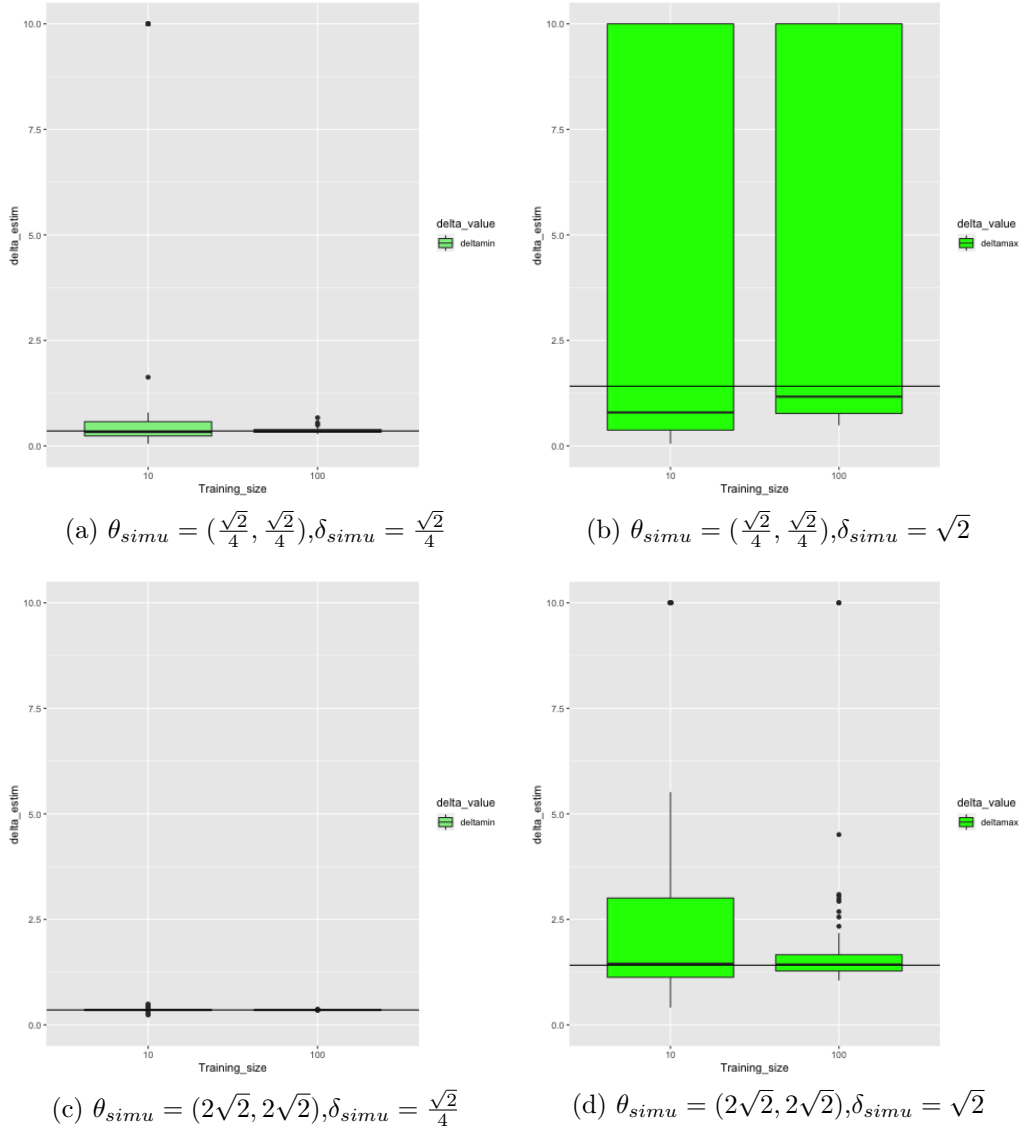 10.0
7.5
5.0
2.5
0.0
delta_estim
10
100
Training_size
delta_value
deltamin
10.0
7.5
5.0
2.5
0.0
delta_estim
10
100
Training_size
delta_value
deltamax
(a) θ_simu = (√2/4, √2/4),δ_simu = √2/4
(b) θ_simu = (√2/4, √2/4),δ_simu = √2
10.0
7.5
5.0
2.5
0.0
delta_estim
10
100
Training_size
delta_value
deltamin
10.0
7.5
5.0
2.5
0.0
delta_estim
10
100
Training_size
delta_value
deltamax
(c) θ_simu = (2√2, 2√2),δ_simu = √2/4
(d) θ_simu = (2√2, 2√2),δ_simu = √2